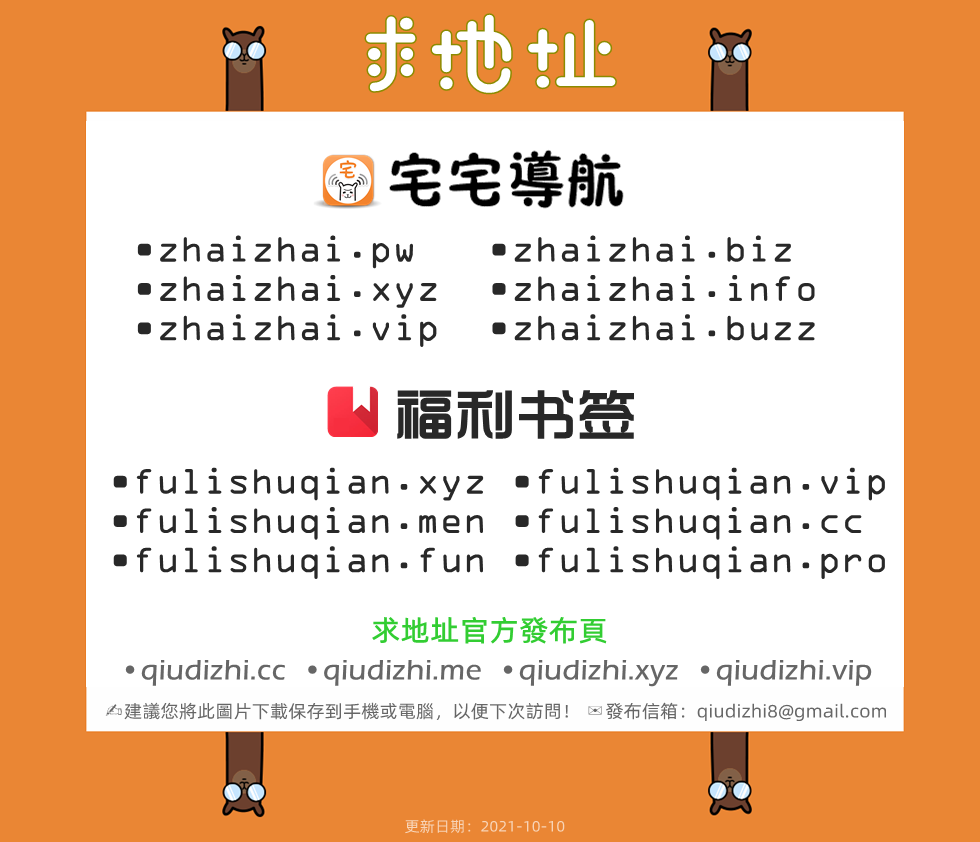 求地址
宅
宅宅導航
▪zhaizhai.pw ▪zhaizhai.biz
▪zhaizhai.xyz ▪zhaizhai.info
▪zhaizhai.vip ▪zhaizhai.buzz
福利书签
▪fulishuqian.xyz ▪fulishuqian.vip
▪fulishuqian.men ▪fulishuqian.cc
▪fulishuqian.fun ▪fulishuqian.pro
求地址官方發布頁
•qiudizhi.cc •qiudizhi.me •qiudizhi.xyz •qiudizhi.vip
✍建議您將此圖片下載保存到手機或電腦，以便下次訪問！ ✉發布信箱：qiudizhi8@gmail.com
更新日期：2021-10-10